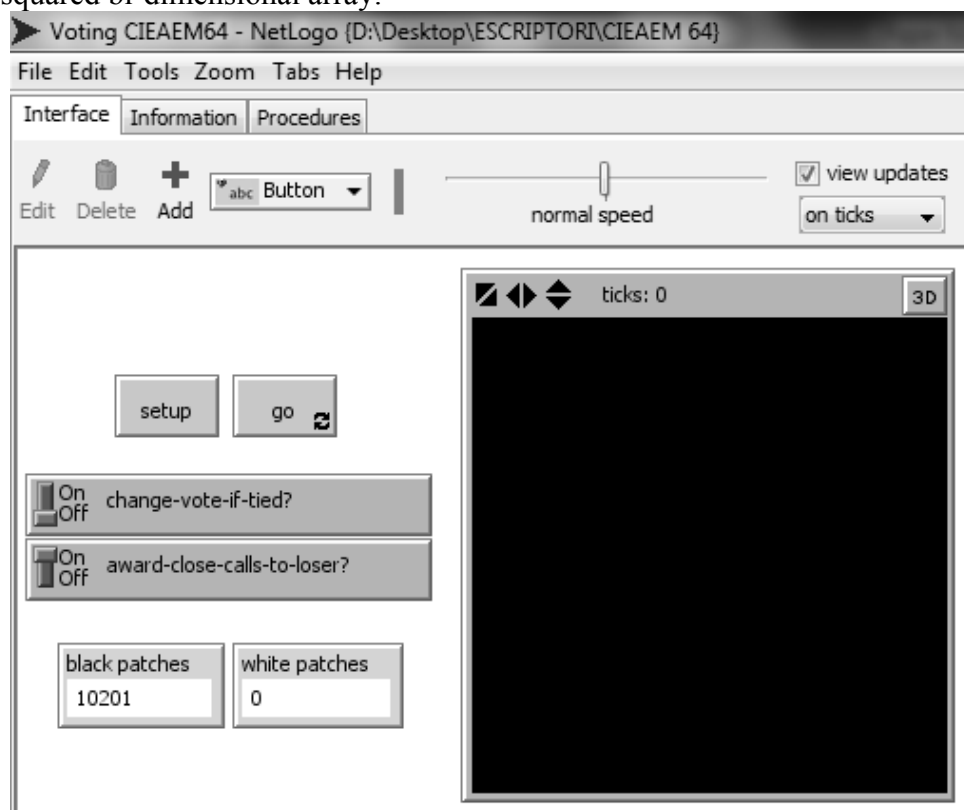 squared bi-dimensional array.
Voting CIEAEM64 - NetLogo {D:\Desktop\ESCRIPTORI\CIEAEM 64}
File Edit Tools Zoom Tabs Help
Interface Information Procedures
Edit Delete Add abc Button normal speed view updates
on ticks
ticks: 0 3D
setup go
On
Off change-vote-if-tied?
On
Off award-close-calls-to-loser?
black patches white patches
10201 0